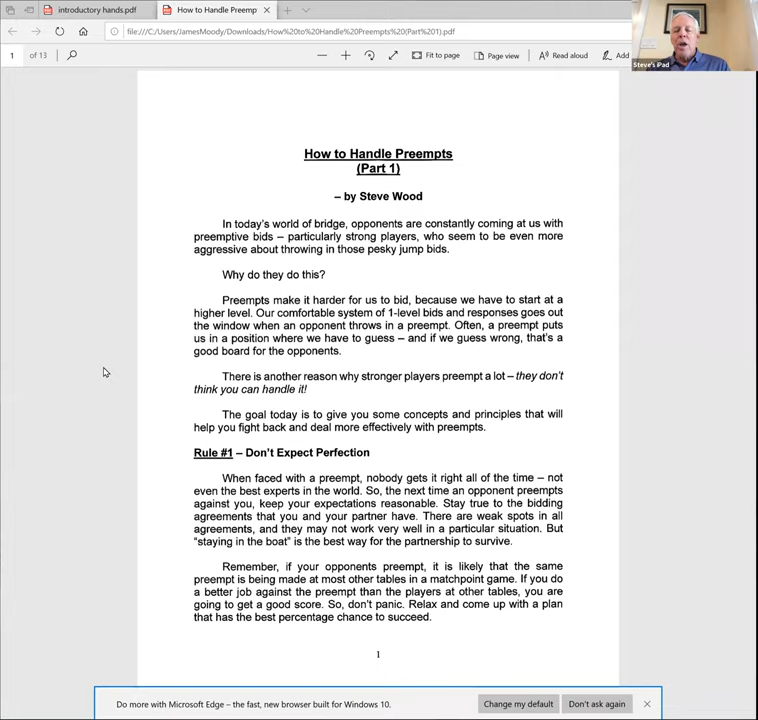 introductory hands.pdf
How to Handle Preemp
file:///C:/Users/JamesMoody/Downloads/How%20to%20Handle%20Preempts%20(Part%201).pdf
1 of 13
Fit to page
Page view
Read aloud
Add
Steve's iPad
How to Handle Preempts
(Part 1)
– by Steve Wood
In today's world of bridge, opponents are constantly coming at us with
preemptive bids – particularly strong players, who seem to be even more
aggressive about throwing in those pesky jump bids.
Why do they do this?
Preempts make it harder for us to bid, because we have to start at a
higher level. Our comfortable system of 1-level bids and responses goes out
the window when an opponent throws in a preempt. Often, a preempt puts
us in a position where we have to guess – and if we guess wrong, that's a
good board for the opponents.
There is another reason why stronger players preempt a lot – they don't
think you can handle it!
The goal today is to give you some concepts and principles that will
help you fight back and deal more effectively with preempts.
Rule #1 – Don't Expect Perfection
When faced with a preempt, nobody gets it right all of the time – not
even the best experts in the world. So, the next time an opponent preempts
against you, keep your expectations reasonable. Stay true to the bidding
agreements that you and your partner have. There are weak spots in all
agreements, and they may not work very well in a particular situation. But
"staying in the boat" is the best way for the partnership to survive.
Remember, if your opponents preempt, it is likely that the same
preempt is being made at most other tables in a matchpoint game. If you do
a better job against the preempt than the players at other tables, you are
going to get a good score. So, don't panic. Relax and come up with a plan
that has the best percentage chance to succeed.
1
Do more with Microsoft Edge – the fast, new browser built for Windows 10.
Change my default
Don't ask again